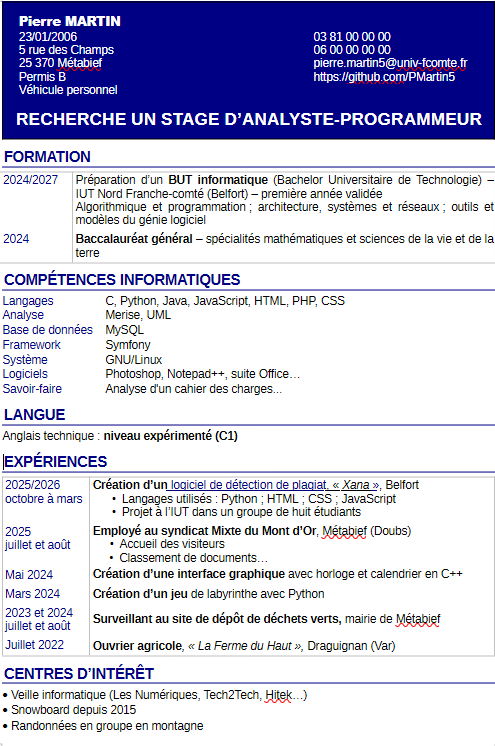 Pierre MARTIN
23/01/2006
5 rue des Champs
25 370 Métabief
Permis B
Véhicule personnel
03 81 00 00 00
06 00 00 00 00
pierre.martin5@univ-fcomte.fr
https://github.com/PMartin5
RECHERCHE UN STAGE D’ANALYSTE-PROGRAMMEUR
FORMATION
2024/2027 Préparation d’un BUT informatique (Bachelor Universitaire de Technologie) –
IUT Nord Franche-comté (Belfort) – première année validée
Algorithmique et programmation ; architecture, systèmes et réseaux ; outils et
modèles du génie logiciel
2024 Baccalauréat général – spécialités mathématiques et sciences de la vie et de la
terre
COMPÉTENCES INFORMATIQUES
Langages C, Python, Java, JavaScript, HTML, PHP, CSS
Analyse Merise, UML
Base de données MySQL
Framework Symfony
Système GNU/Linux
Logiciels Photoshop, Notepad++, suite Office…
Savoir-faire Analyse d'un cahier des charges...
LANGUE
Anglais technique : niveau expérimenté (C1)
EXPÉRIENCES
2025/2026 Création d’un logiciel de détection de plagiat, « Xana », Belfort
octobre à mars • Langages utilisés : Python ; HTML ; CSS ; JavaScript
• Projet à l’IUT dans un groupe de huit étudiants
2025 Employé au syndicat Mixte du Mont d’Or, Métabief (Doubs)
juillet et août • Accueil des visiteurs
• Classement de documents…
Mai 2024 Création d’une interface graphique avec horloge et calendrier en C++
Mars 2024 Création d’un jeu de labyrinthe avec Python
2023 et 2024
juillet et août Surveillant au site de dépôt de déchets verts, mairie de Métabief
Juillet 2022 Ouvrier agricole, « La Ferme du Haut », Draguignan (Var)
CENTRES D’INTÉRÊT
• Veille informatique (Les Numériques, Tech2Tech, Hitek…)
• Snowboard depuis 2015
• Randonnées en groupe en montagne